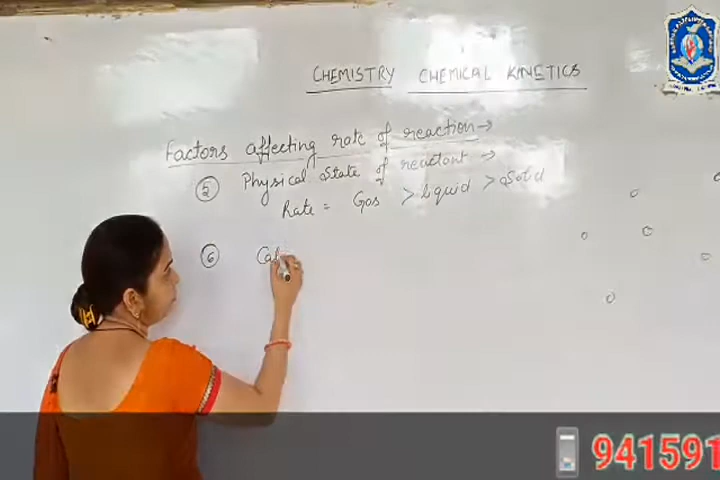 CHEMISTRY CHEMICAL KINETICS
Factors affecting rate of reaction →
⑤ Physical State of reactant →
Rate = Gas > liquid > Solid
⑥ Cat
941591